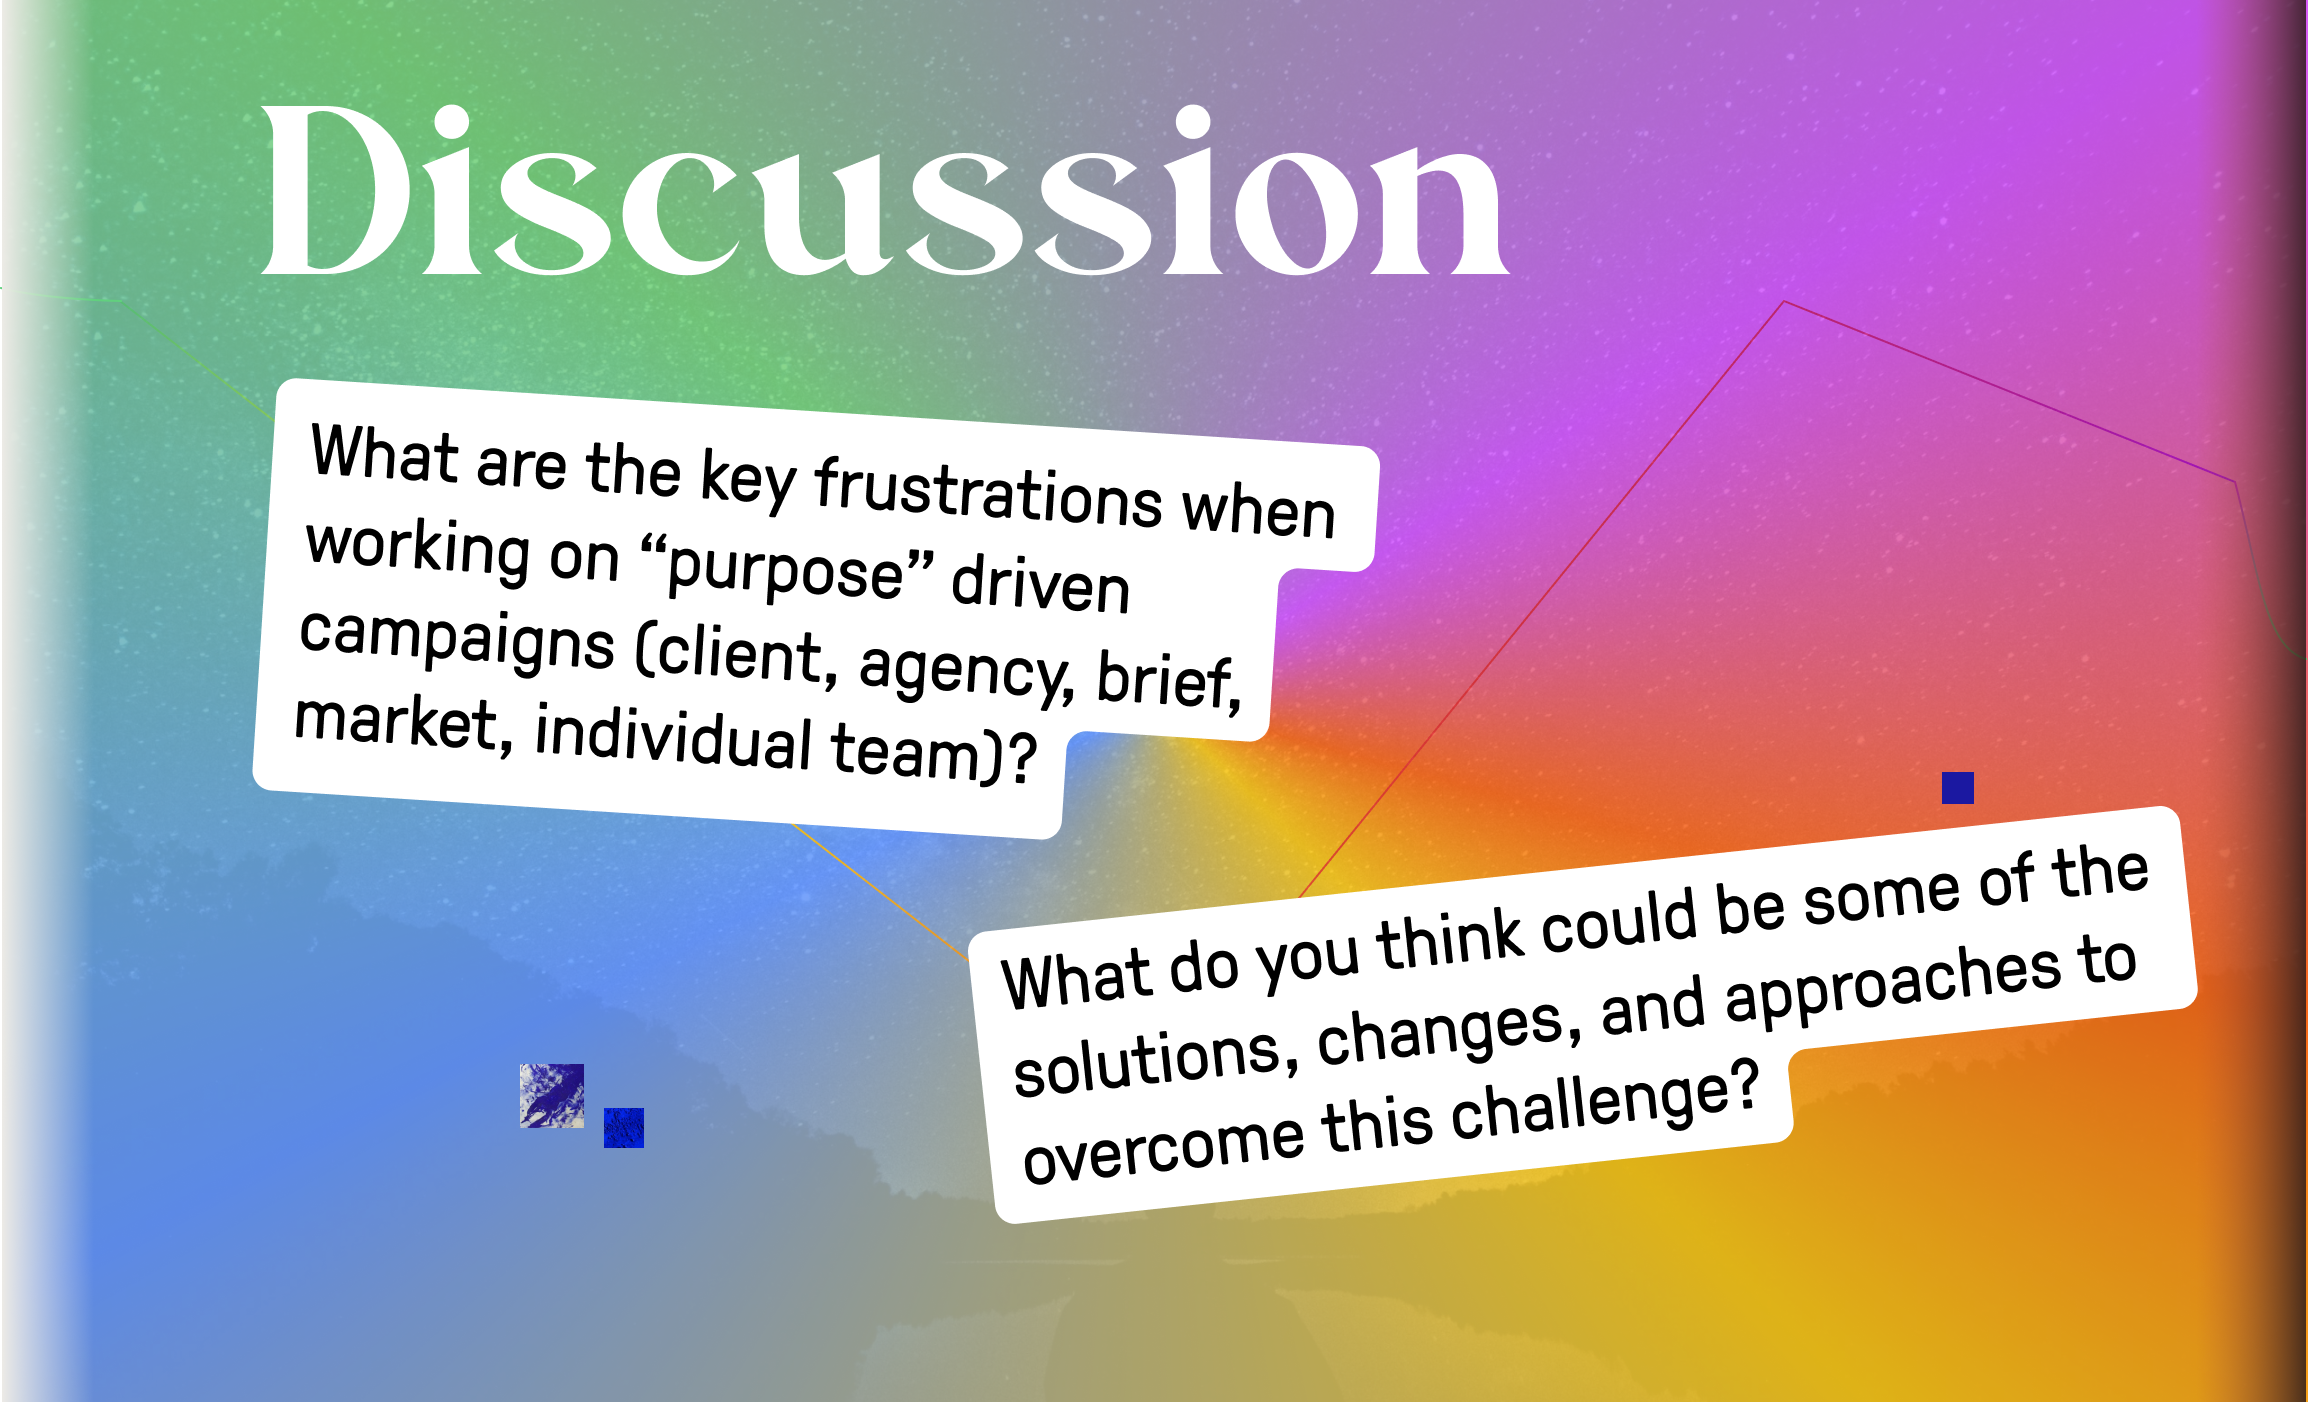 Discussion
What are the key frustrations when
working on “purpose” driven
campaigns (client, agency, brief,
market, individual team)?
What do you think could be some of the
solutions, changes, and approaches to
overcome this challenge?